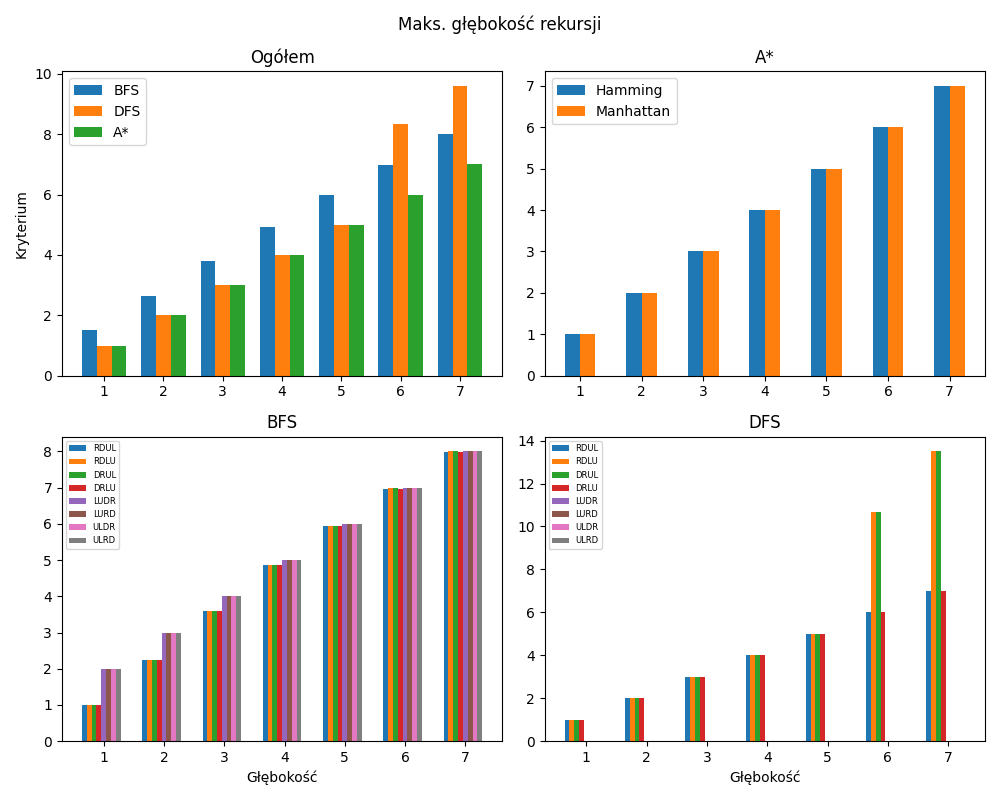 Maks. głębokość rekursji
Ogółem
Kryterium
10
8
6
4
2
0
BFS
DFS
A*
1 2 3 4 5 6 7
A*
7
6
5
4
3
2
1
0
Hamming
Manhattan
1 2 3 4 5 6 7
BFS
8
7
6
5
4
3
2
1
0
RDUL
RDLU
DRUL
DRLU
LUDR
LURD
ULDR
ULRD
1 2 3 4 5 6 7
Głębokość
DFS
14
12
10
8
6
4
2
0
RDUL
RDLU
DRUL
DRLU
LUDR
LURD
ULDR
ULRD
1 2 3 4 5 6 7
Głębokość